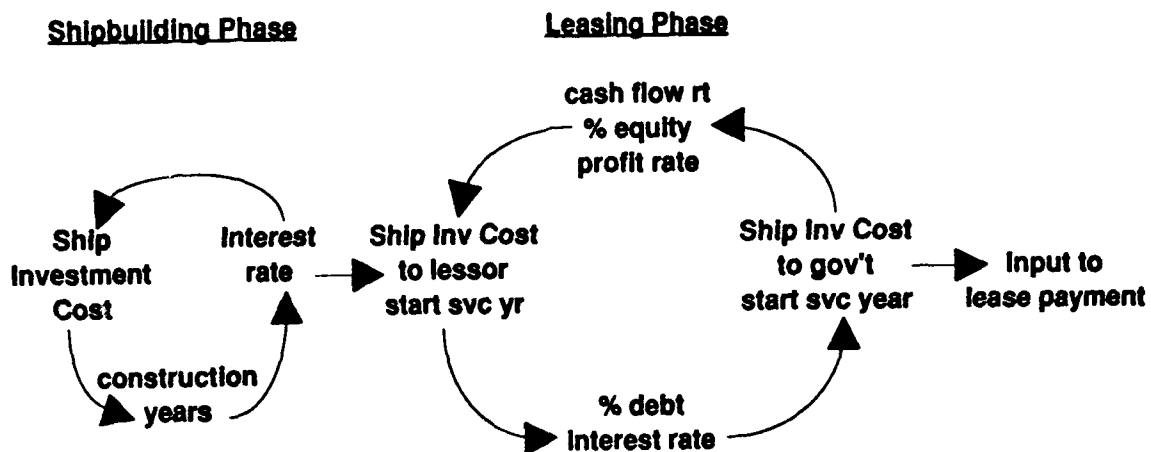 Shipbuilding Phase
Leasing Phase
Ship
Investment
Cost
Interest
rate
construction
years
cash flow rt
% equity
profit rate
Ship Inv Cost
to lessor
start svc yr
% debt
interest rate
Ship Inv Cost
to gov't
start svc year
Input to
lease payment